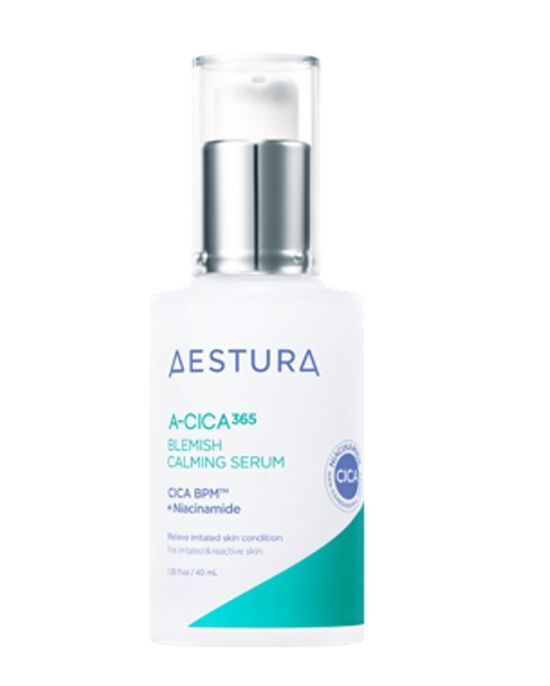 AESTURA
A-CICA365
BLEMISH
CALMING SERUM
CICA BPM™
+Niacinamide
Relieve irritated skin condition
For irritated & reactive skin
1.35 fl.oz / 40 mL
NIACINAMIDE
CICA